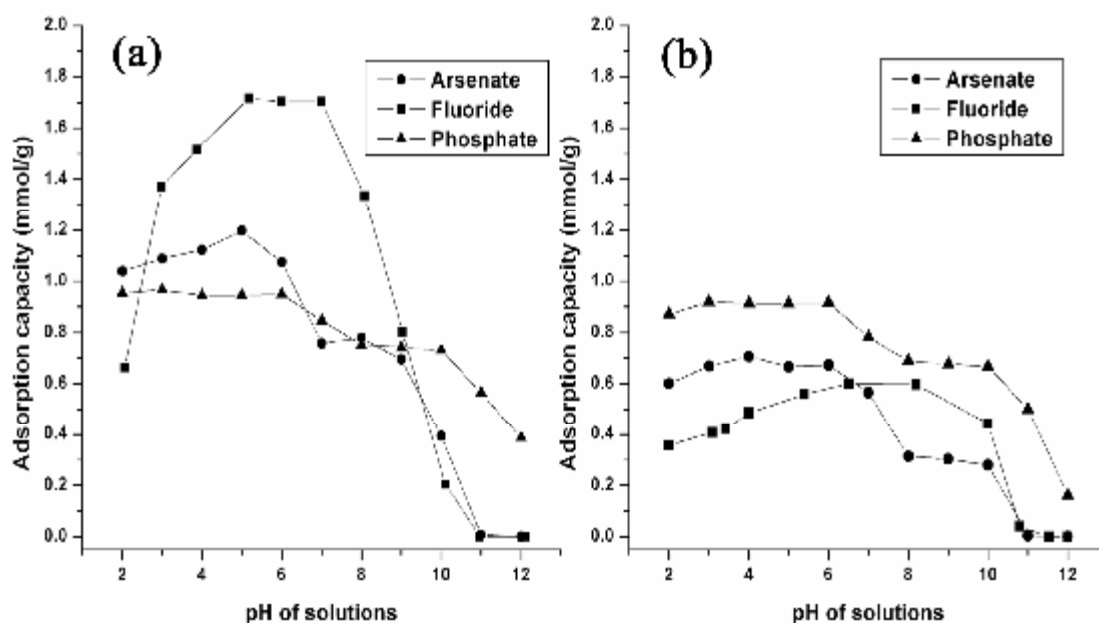 (a)
Arsenate
Fluoride
Phosphate
Adsorption capacity (mmol/g)
2.0
1.8
1.6
1.4
1.2
1.0
0.8
0.6
0.4
0.2
0.0
2 4 6 8 10 12
pH of solutions
(b)
Arsenate
Fluoride
Phosphate
Adsorption capacity (mmol/g)
2.0
1.8
1.6
1.4
1.2
1.0
0.8
0.6
0.4
0.2
0.0
2 4 6 8 10 12
pH of solutions